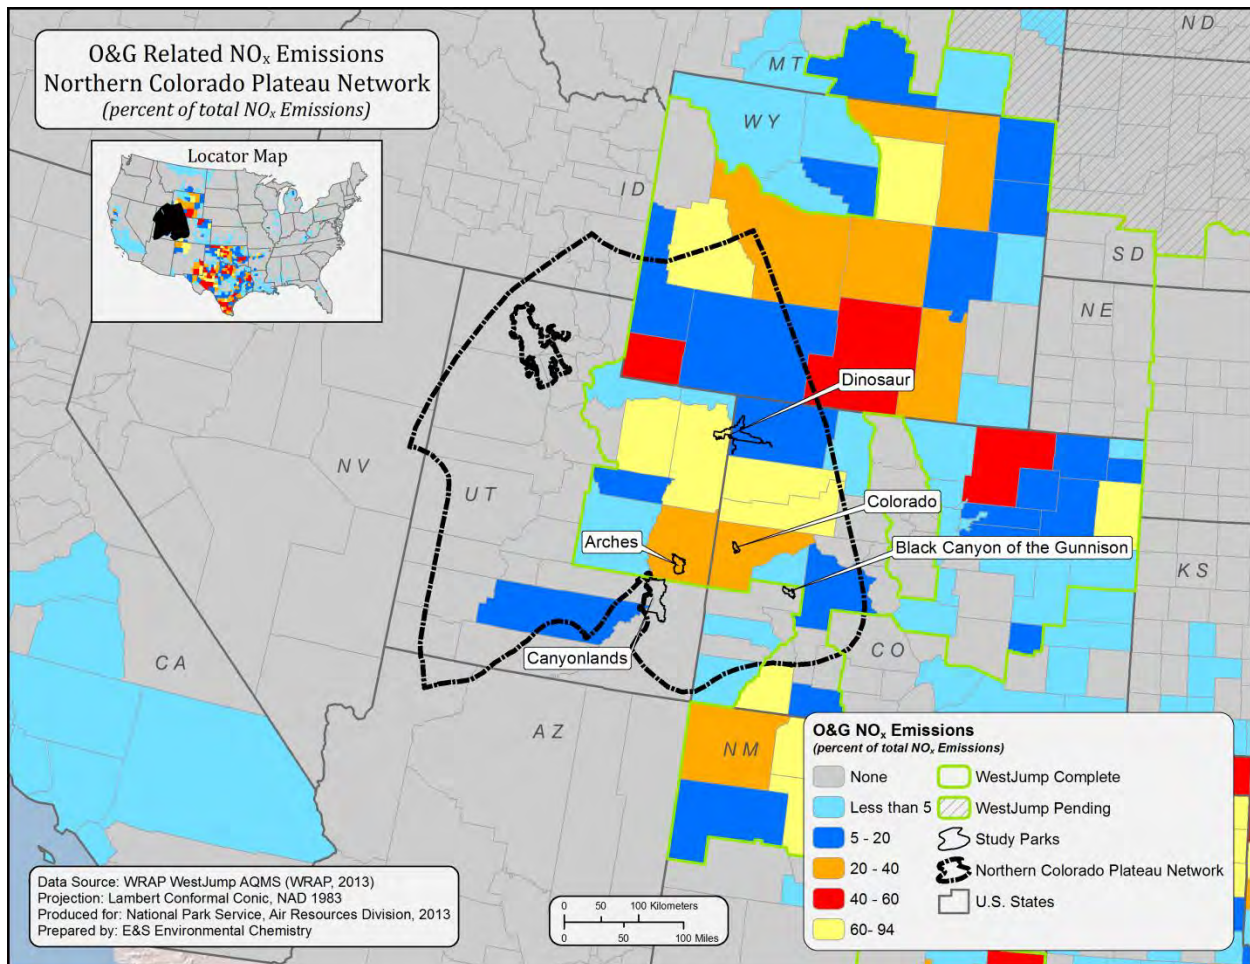 O&G Related NOx Emissions
Northern Colorado Plateau Network
(percent of total NOx Emissions)
Locator Map
ND
MT
WY
ID
SD
NE
Dinosaur
NV
UT
Colorado
Arches
Black Canyon of the Gunnison
KS
CA
Canyonlands
CO
AZ
NM
O&G NOx Emissions
(percent of total NOx Emissions)
None
Less than 5
5 - 20
20 - 40
40 - 60
60- 94
WestJump Complete
WestJump Pending
Study Parks
Northern Colorado Plateau Network
U.S. States
Data Source: WRAP WestJump AQMS (WRAP, 2013)
Projection: Lambert Conformal Conic, NAD 1983
Produced for: National Park Service, Air Resources Division, 2013
Prepared by: E&S Environmental Chemistry
0 50 100 Kilometers
0 50 100 Miles